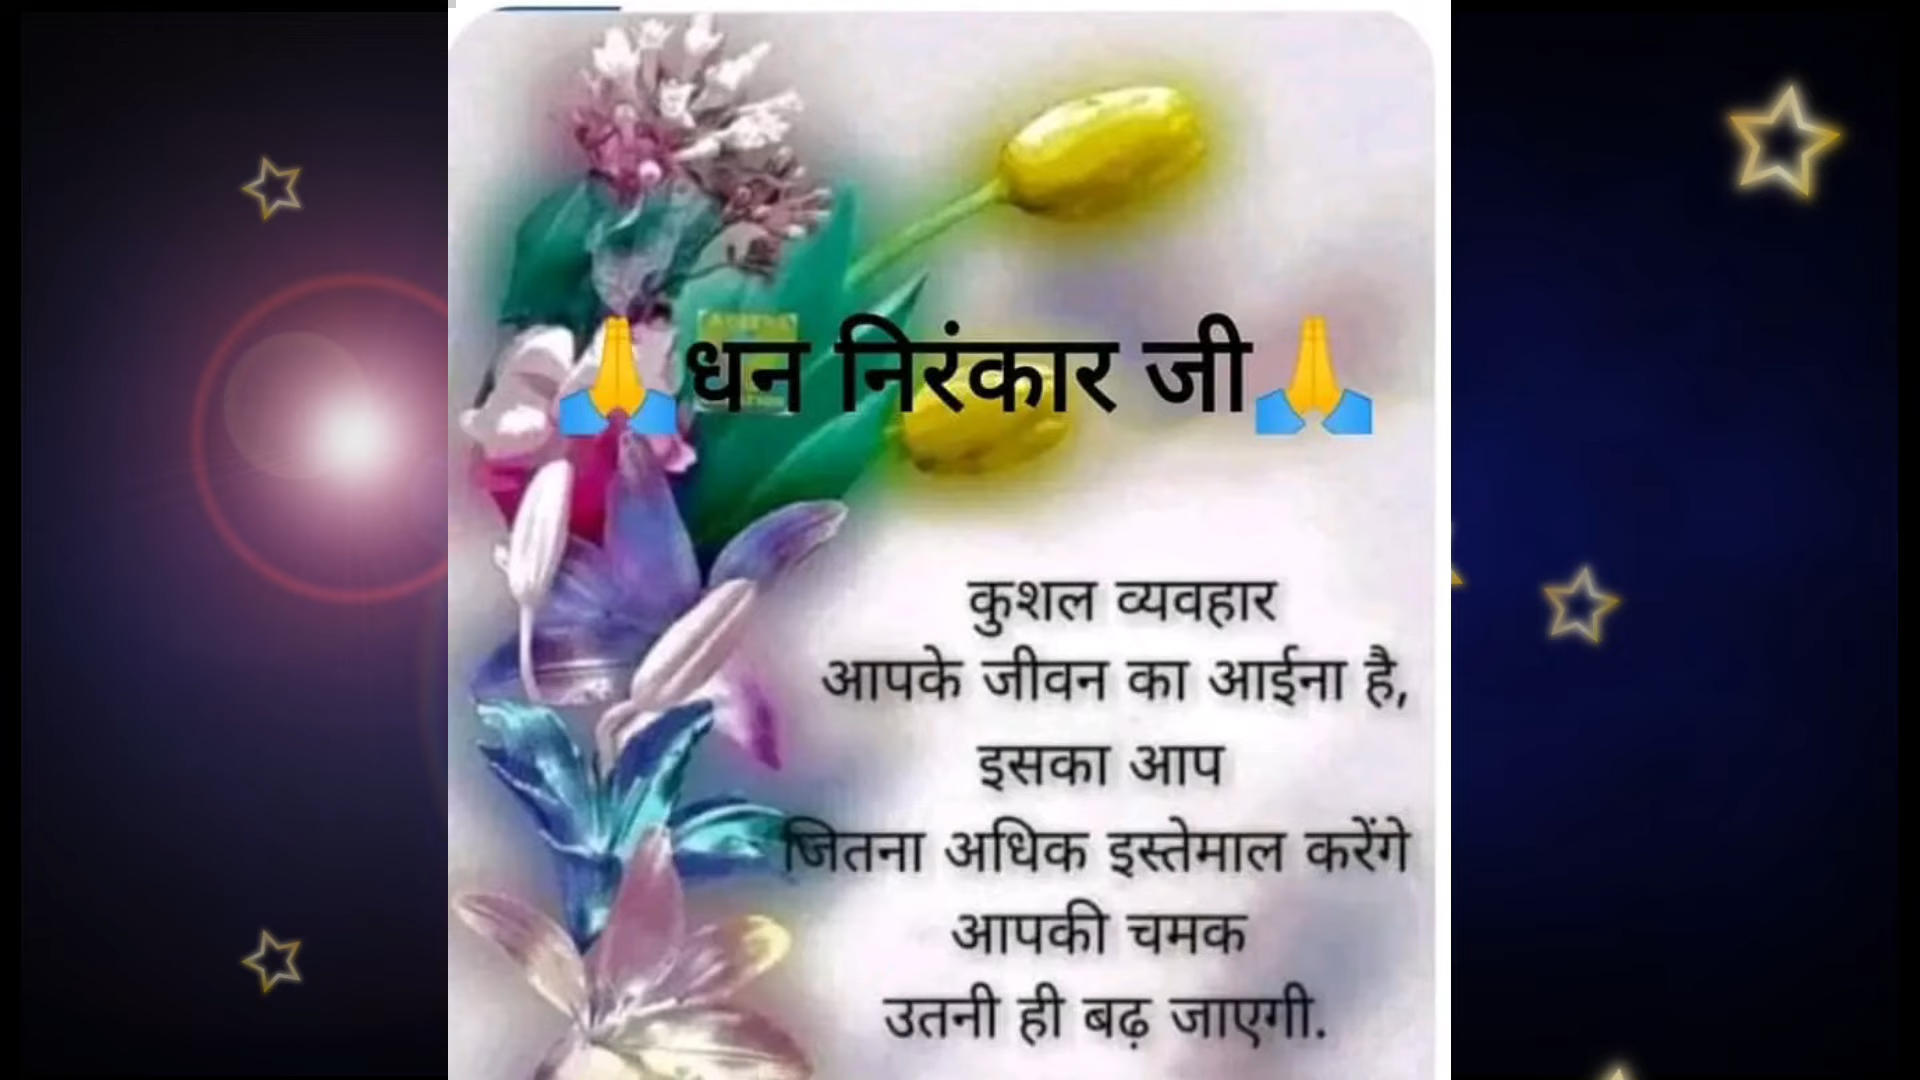 🙏धन निरंकार जी🙏
कुशल व्यवहार
आपके जीवन का आईना है,
इसका आप
जितना अधिक इस्तेमाल करेंगे
आपकी चमक
उतनी ही बढ़ जाएगी.